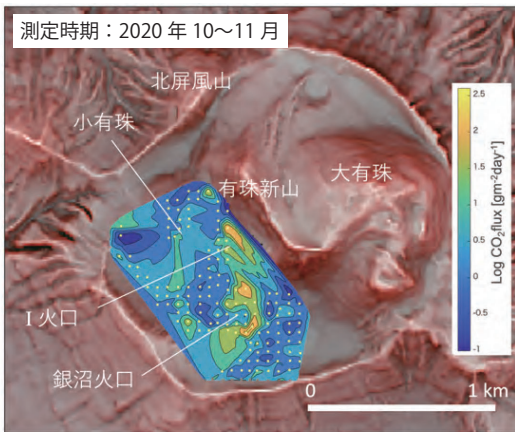 測定時期：2020 年 10～11 月
北屏風山
小有珠
有珠新山
大有珠
I 火口
銀沼火口
2.5
2
1.5
1
0.5
0
-0.5
-1
Log CO₂flux [gm⁻²day⁻¹]
0 1 km